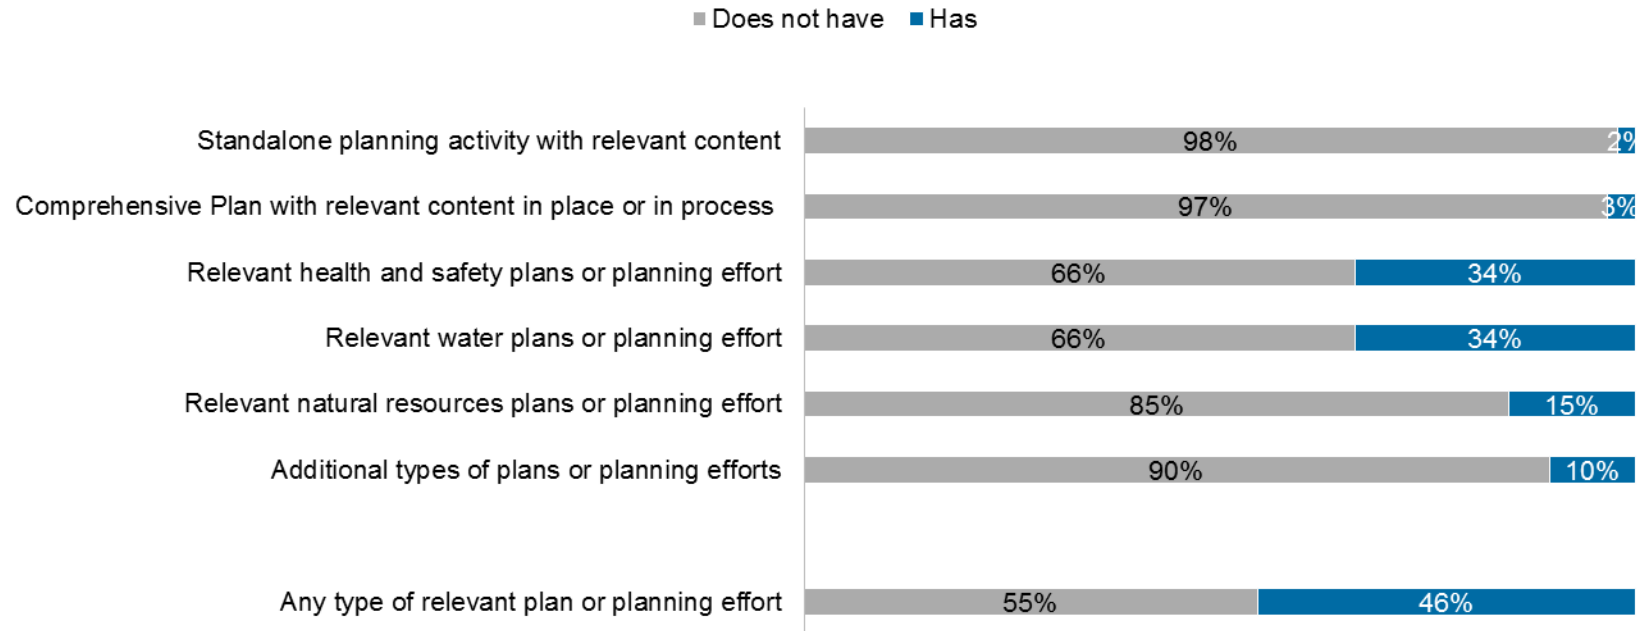 Does not have Has
Standalone planning activity with relevant content 98% 2%
Comprehensive Plan with relevant content in place or in process 97% 3%
Relevant health and safety plans or planning effort 66% 34%
Relevant water plans or planning effort 66% 34%
Relevant natural resources plans or planning effort 85% 15%
Additional types of plans or planning efforts 90% 10%
Any type of relevant plan or planning effort 55% 46%